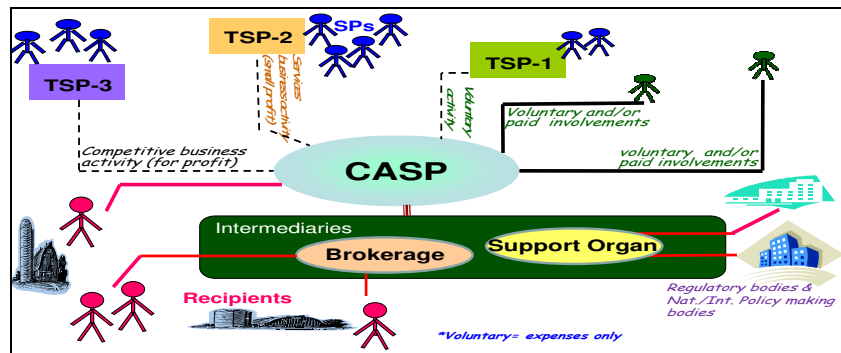 SPs
TSP-2
TSP-1
TSP-3
Services
business activity
(small profit)
Voluntary
activity
Voluntary and/or
paid involvements
voluntary and/or
paid involvements
Competitive business
activity (for profit)
CASP
Intermediaries
Brokerage
Support Organ
Recipients
Regulatory bodies &
Nat./Int. Policy making
bodies
*Voluntary= expenses only